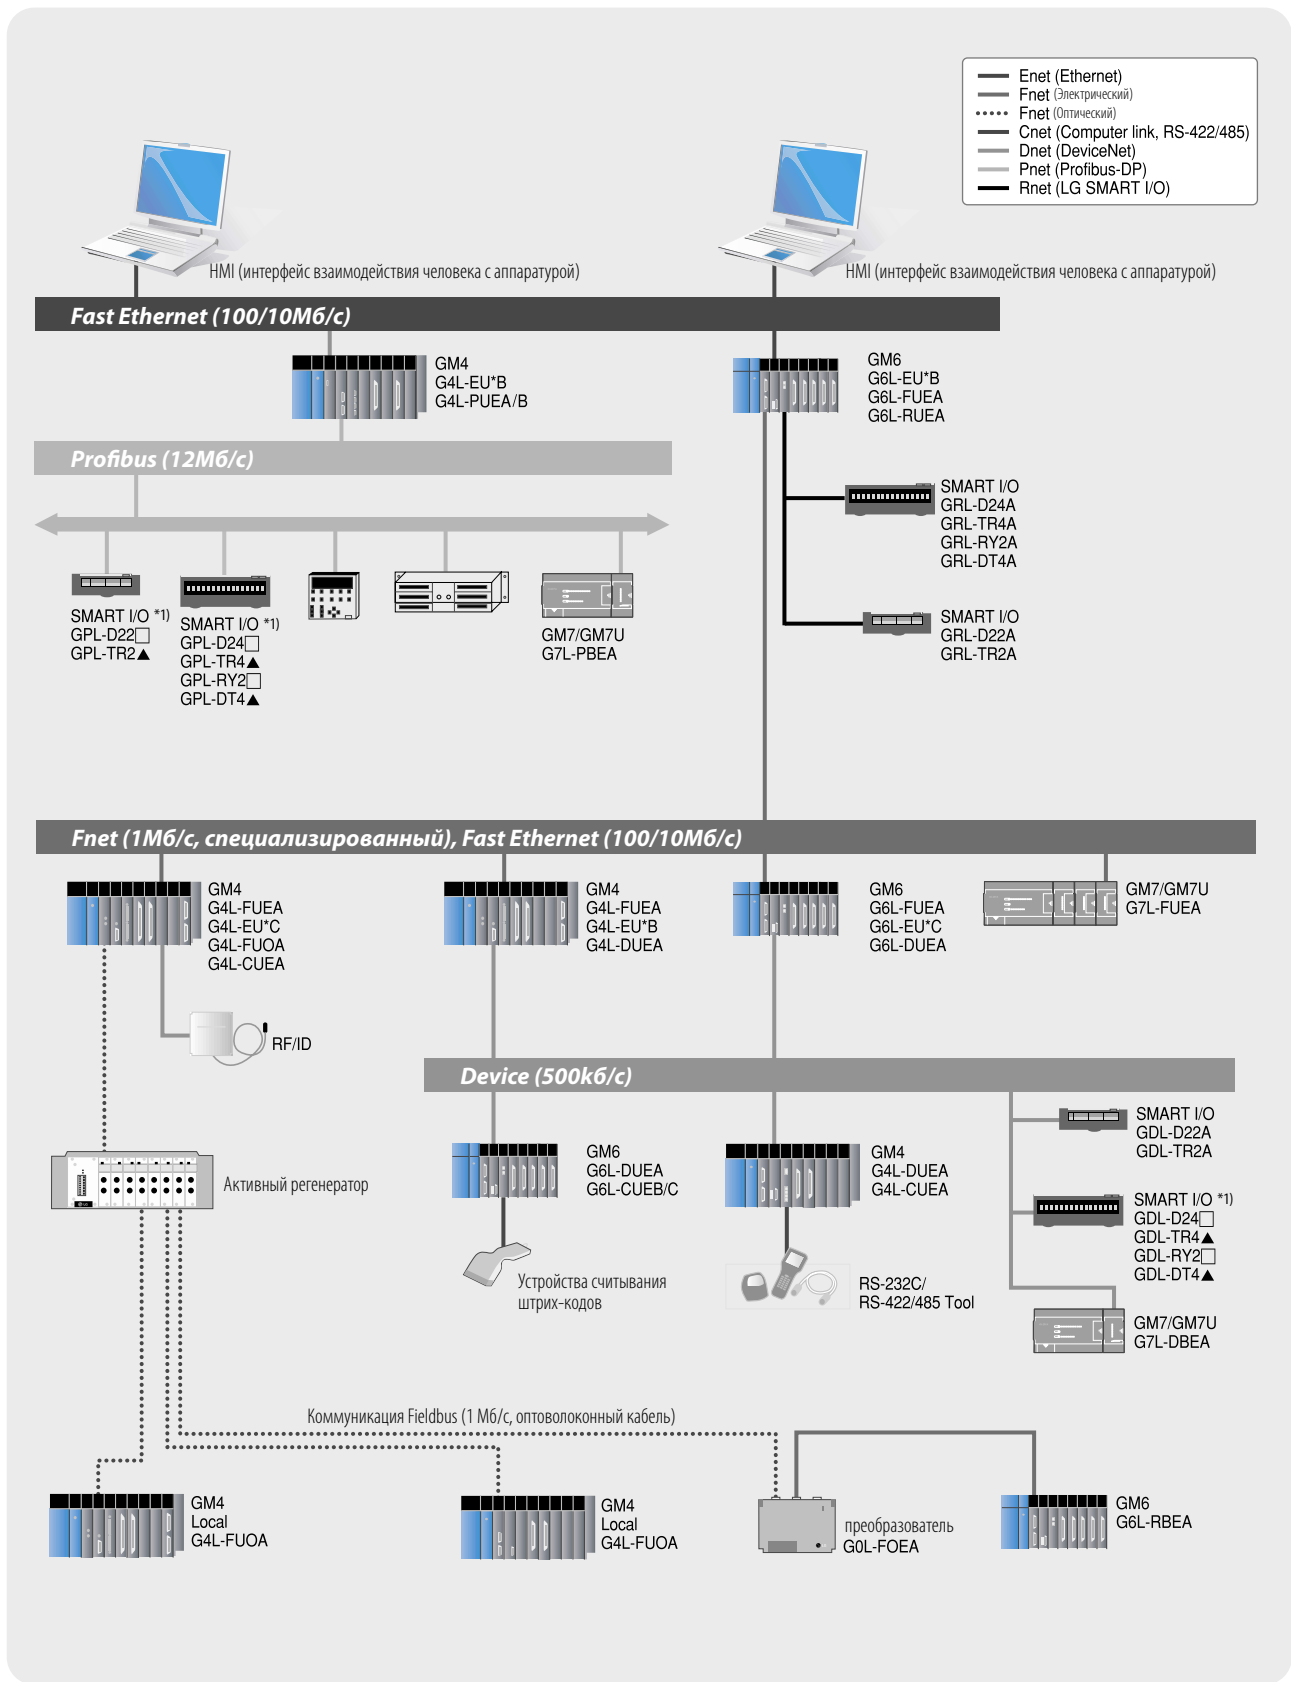 Enet (Ethernet)
Fnet (Электрический)
Fnet (Оптический)
Cnet (Computer link, RS-422/485)
Dnet (DeviceNet)
Pnet (Profibus-DP)
Rnet (LG SMART I/O)
HMI (интерфейс взаимодействия человека с аппаратурой)
HMI (интерфейс взаимодействия человека с аппаратурой)
Fast Ethernet (100/10Мб/с)
GM4
G4L-EU*B
G4L-PUEA/B
GM6
G6L-EU*B
G6L-FUEA
G6L-RUEA
Profibus (12Мб/с)
SMART I/O
GRL-D24A
GRL-TR4A
GRL-RY2A
GRL-DT4A
SMART I/O *1)
GPL-D22□
GPL-TR2▲
SMART I/O *1)
GPL-D24□
GPL-TR4▲
GPL-RY2□
GPL-DT4▲
GM7/GM7U
G7L-PBEA
SMART I/O
GRL-D22A
GRL-TR2A
Fnet (1Мб/с, специализированный), Fast Ethernet (100/10Мб/с)
GM4
G4L-FUEA
G4L-EU*C
G4L-FUOA
G4L-CUEA
GM4
G4L-FUEA
G4L-EU*B
G4L-DUEA
GM6
G6L-FUEA
G6L-EU*C
G6L-DUEA
GM7/GM7U
G7L-FUEA
RF/ID
Device (500kб/с)
SMART I/O
GDL-D22A
GDL-TR2A
GM6
G6L-DUEA
G6L-CUEB/C
GM4
G4L-DUEA
G4L-CUEA
Активный регенератор
SMART I/O *1)
GDL-D24□
GDL-TR4▲
GDL-RY2□
GDL-DT4▲
Устройства считывания
штрих-кодов
RS-232C/
RS-422/485 Tool
GM7/GM7U
G7L-DBEA
Коммуникация Fieldbus (1 Мб/с, оптоволоконный кабель)
GM4
Local
G4L-FUOA
GM4
Local
G4L-FUOA
преобразователь
G0L-FOEA
GM6
G6L-RBEA